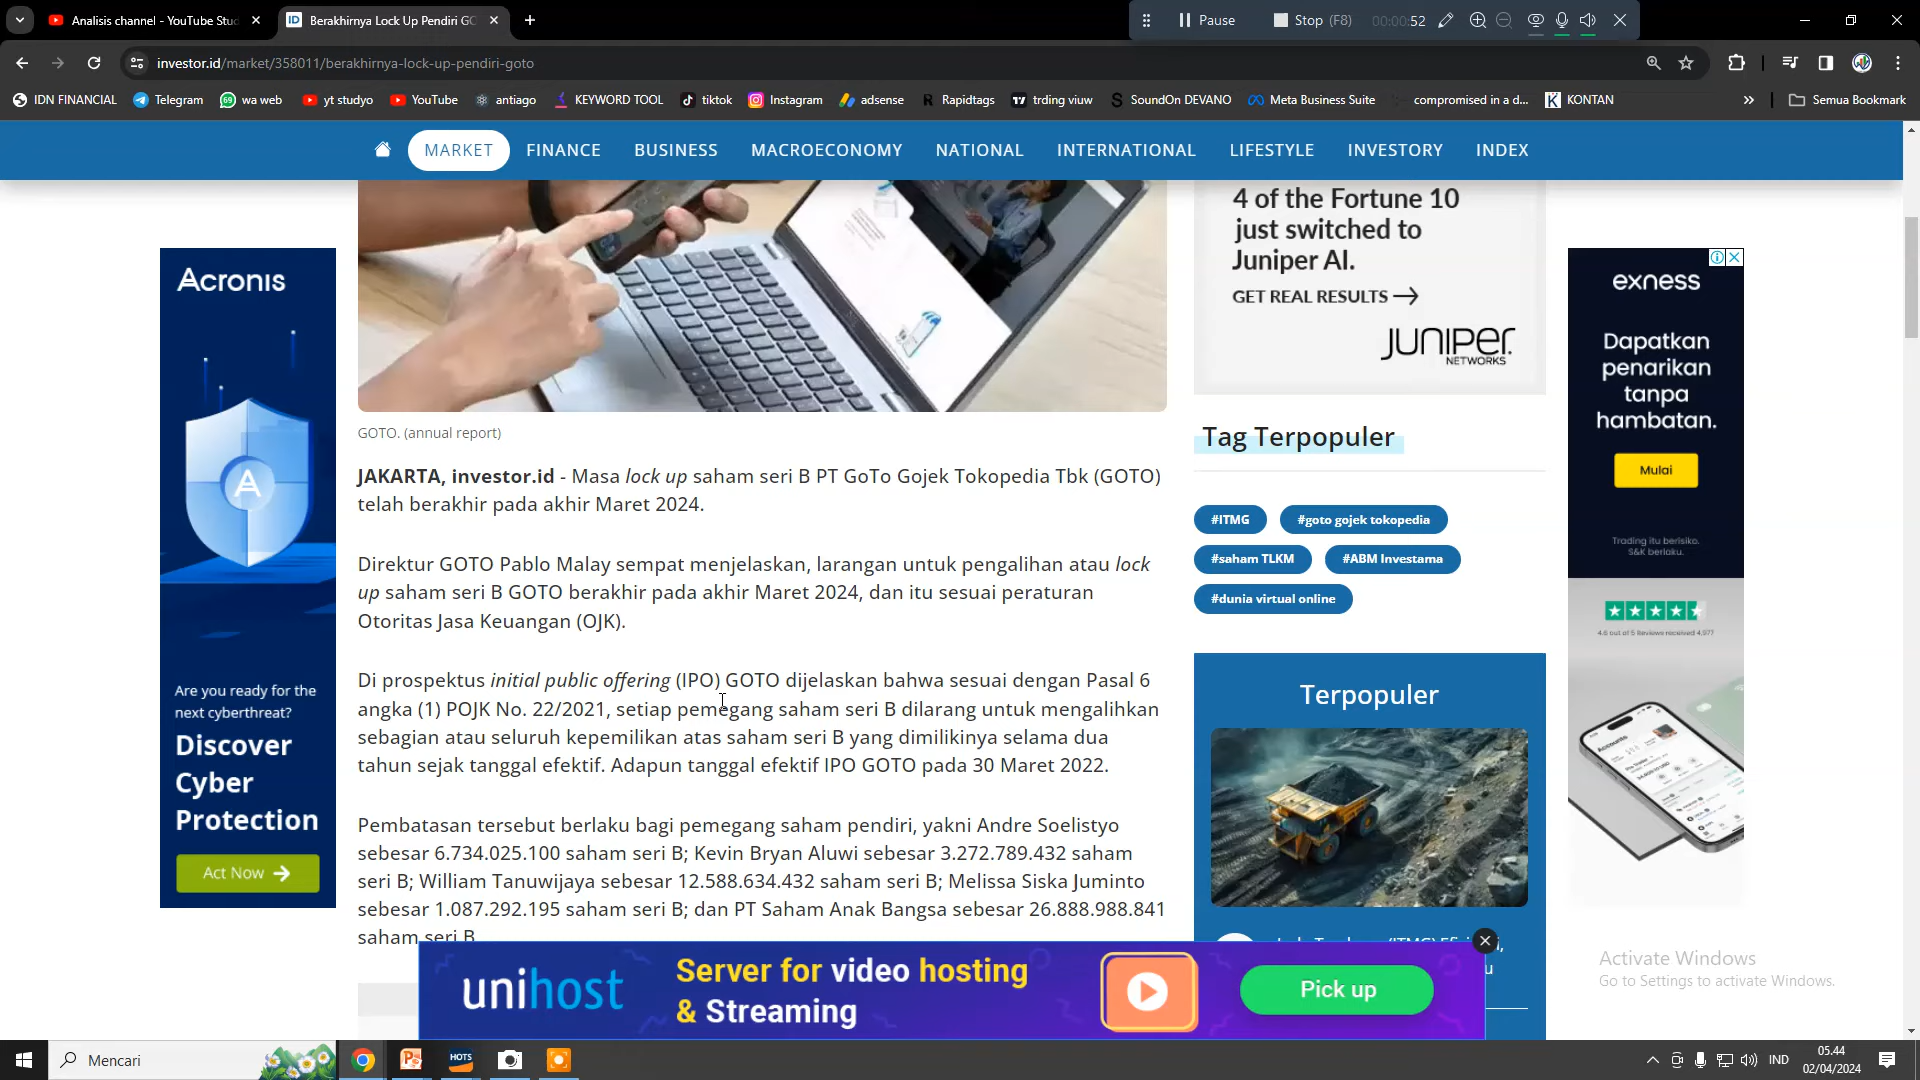 Analisis channel - YouTube Stu
Berakhirnya Lock Up Pendiri GO
Pause
Stop (F8)
00:00:52
investor.id/market/358011/berakhirnya-lock-up-pendiri-goto
IDN FINANCIAL
Telegram
wa web
yt studyo
YouTube
antiago
KEYWORD TOOL
tiktok
Instagram
adsense
Rapidtags
trding viuw
SoundOn DEVANO
Meta Business Suite
compromised in a d...
KONTAN
Semua Bookmark
MARKET
FINANCE
BUSINESS
MACROECONOMY
NATIONAL
INTERNATIONAL
LIFESTYLE
INVESTORY
INDEX
Acronis
Are you ready for the
next cyberthreat?
Discover
Cyber
Protection
Act Now
GOTO. (annual report)
JAKARTA, investor.id - Masa lock up saham seri B PT GoTo Gojek Tokopedia Tbk (GOTO)
telah berakhir pada akhir Maret 2024.
Direktur GOTO Pablo Malay sempat menjelaskan, larangan untuk pengalihan atau lock
up saham seri B GOTO berakhir pada akhir Maret 2024, dan itu sesuai peraturan
Otoritas Jasa Keuangan (OJK).
Di prospektus initial public offering (IPO) GOTO dijelaskan bahwa sesuai dengan Pasal 6
angka (1) POJK No. 22/2021, setiap pemegang saham seri B dilarang untuk mengalihkan
sebagian atau seluruh kepemilikan atas saham seri B yang dimilikinya selama dua
tahun sejak tanggal efektif. Adapun tanggal efektif IPO GOTO pada 30 Maret 2022.
Pembatasan tersebut berlaku bagi pemegang saham pendiri, yakni Andre Soelistyo
sebesar 6.734.025.100 saham seri B; Kevin Bryan Aluwi sebesar 3.272.789.432 saham
seri B; William Tanuwijaya sebesar 12.588.634.432 saham seri B; Melissa Siska Juminto
sebesar 1.087.292.195 saham seri B; dan PT Saham Anak Bangsa sebesar 26.888.988.841
saham seri B
4 of the Fortune 10
just switched to
Juniper AI.
GET REAL RESULTS
JUNIPER
NETWORKS
Tag Terpopuler
#ITMG
#goto gojek tokopedia
#saham TLKM
#ABM Investama
#dunia virtual online
Terpopuler
exness
Dapatkan
penarikan
tanpa
hambatan.
Mulai
Trading itu berisiko.
S&K berlaku.
4.6 out of 5 Reviews received 4,977
unihost
Server for video hosting
& Streaming
Pick up
Activate Windows
Go to Settings to activate Windows.
Mencari
HOTS
IND
05.44
02/04/2024